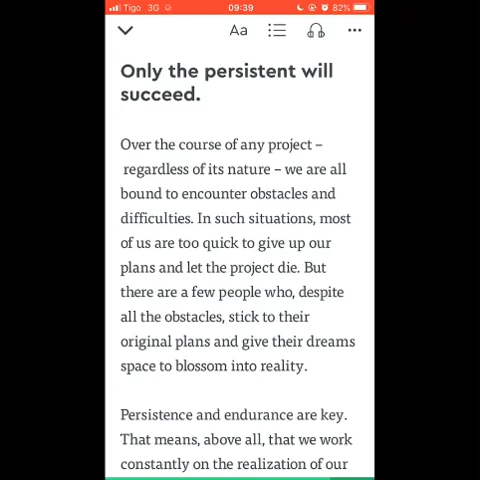 Tigo 3G 09:39 82%
Aa
Only the persistent will
succeed.
Over the course of any project –
regardless of its nature – we are all
bound to encounter obstacles and
difficulties. In such situations, most
of us are too quick to give up our
plans and let the project die. But
there are a few people who, despite
all the obstacles, stick to their
original plans and give their dreams
space to blossom into reality.
Persistence and endurance are key.
That means, above all, that we work
constantly on the realization of our